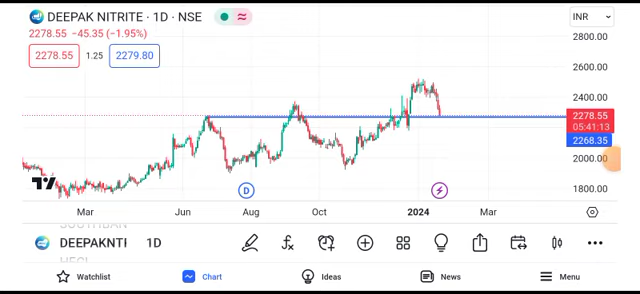 DEEPAK NITRITE · 1D · NSE
INR
2278.55 −45.35 (−1.95%)
2278.55 1.25 2279.80
2800.00
2600.00
2400.00
2278.55
05:41:13
2268.35
2000.00
1800.00
D
Mar Jun Aug Oct 2024 Mar
DEEPAKNTI 1D
Watchlist Chart Ideas News Menu